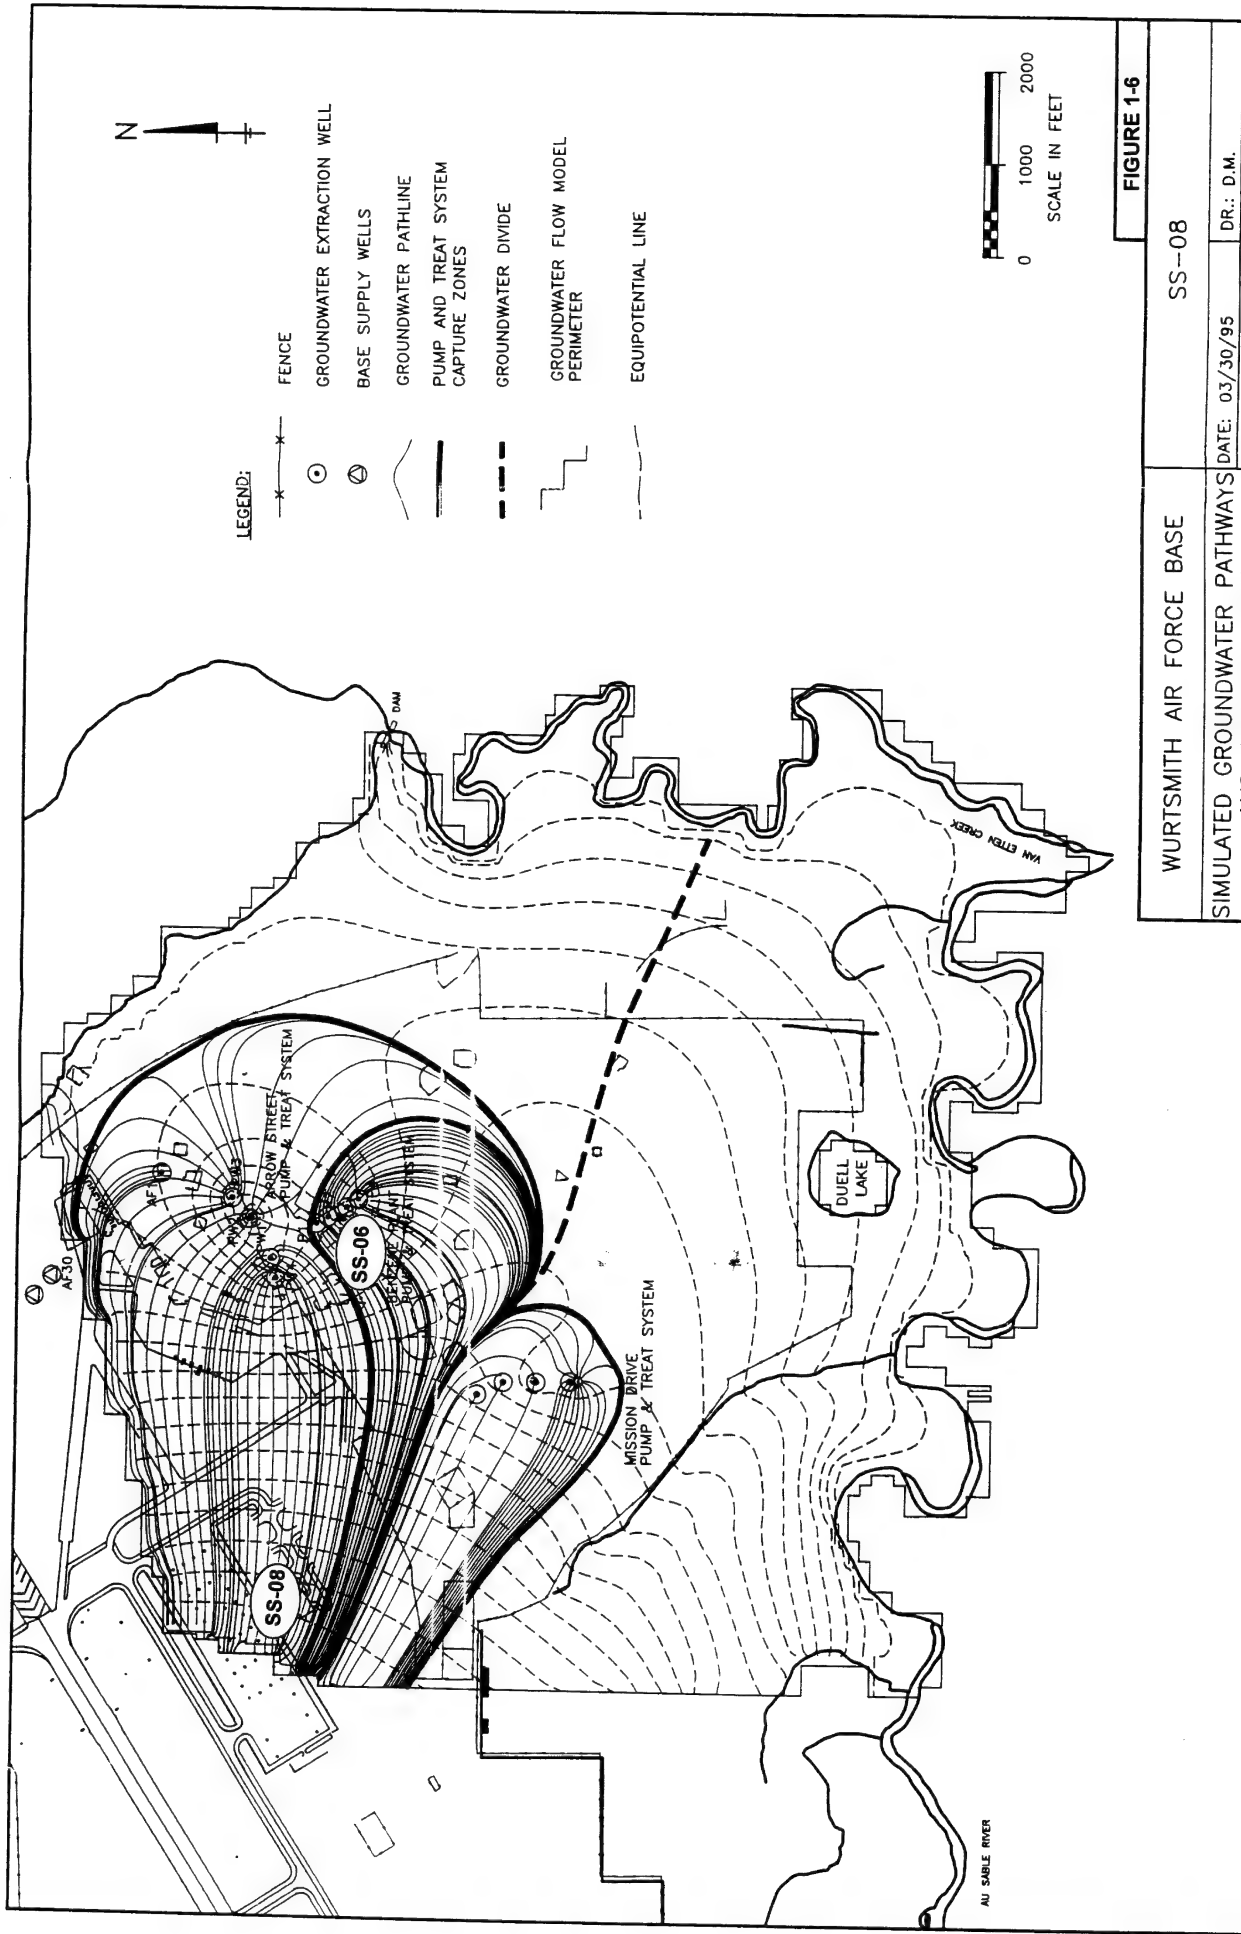 N
LEGEND:
FENCE
GROUNDWATER EXTRACTION WELL
BASE SUPPLY WELLS
GROUNDWATER PATHLINE
PUMP AND TREAT SYSTEM
CAPTURE ZONES
GROUNDWATER DIVIDE
GROUNDWATER FLOW MODEL
PERIMETER
EQUIPOTENTIAL LINE
0 1000 2000
SCALE IN FEET
AF30
ARROW STREET
PUMP & TREAT SYSTEM
SS-06
SS-08
MISSION DRIVE
PUMP & TREAT SYSTEM
DAM
VAN ETTEN CREEK
DUELL
LAKE
AU SABLE RIVER
FIGURE 1-6
WURTSMITH AIR FORCE BASE
SS-08
SIMULATED GROUNDWATER PATHWAYS
DATE: 03/30/95
DR.: D.M.